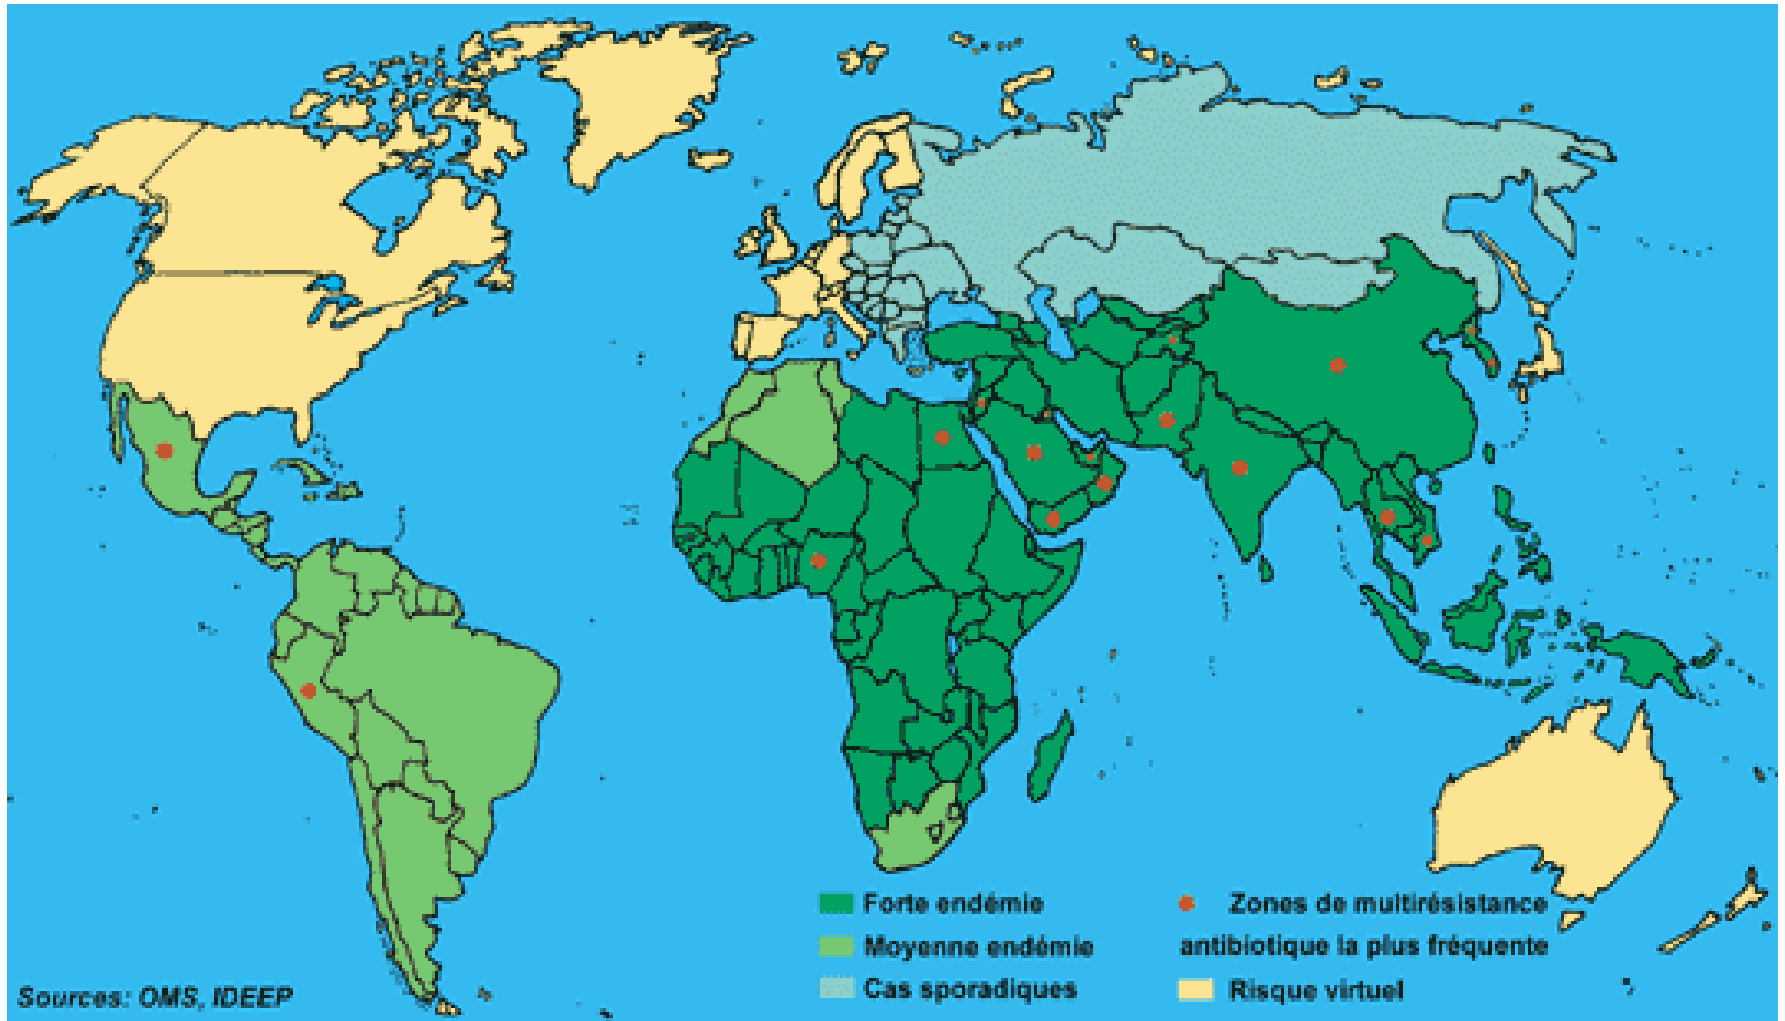 Forte endémie
Moyenne endémie
Cas sporadiques
Zones de multirésistance
antibiotique la plus fréquente
Risque virtuel
Sources: OMS, IDEEP